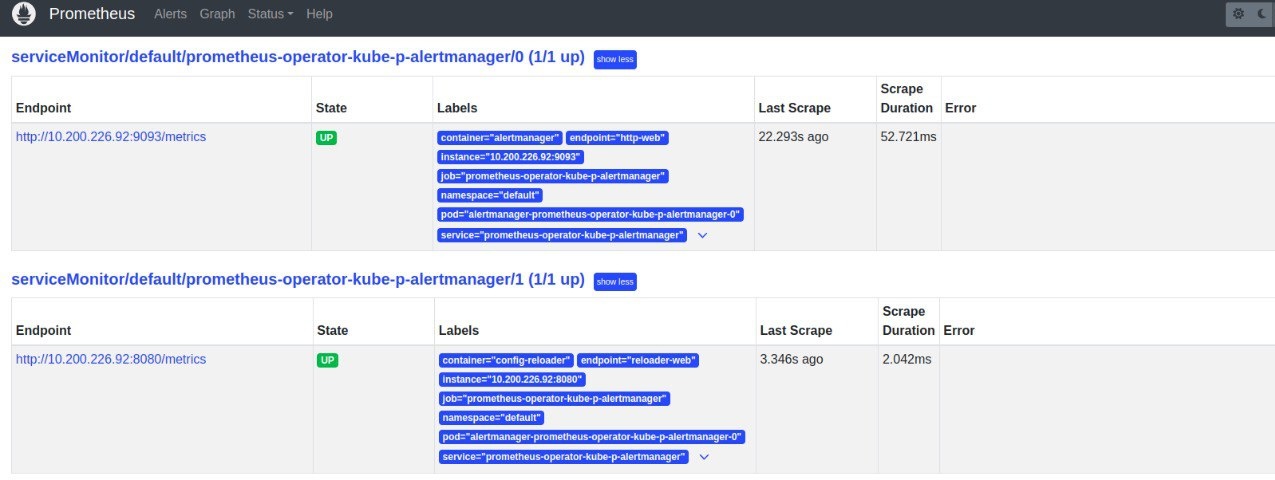 Prometheus Alerts Graph Status Help
serviceMonitor/default/prometheus-operator-kube-p-alertmanager/0 (1/1 up) show less
Endpoint State Labels Last Scrape Scrape Duration Error
http://10.200.226.92:9093/metrics UP container="alertmanager" endpoint="http-web" 22.293s ago 52.721ms
instance="10.200.226.92:9093"
job="prometheus-operator-kube-p-alertmanager"
namespace="default"
pod="alertmanager-prometheus-operator-kube-p-alertmanager-0"
service="prometheus-operator-kube-p-alertmanager"
serviceMonitor/default/prometheus-operator-kube-p-alertmanager/1 (1/1 up) show less
Endpoint State Labels Last Scrape Scrape Duration Error
http://10.200.226.92:8080/metrics UP container="config-reloader" endpoint="reloader-web" 3.346s ago 2.042ms
instance="10.200.226.92:8080"
job="prometheus-operator-kube-p-alertmanager"
namespace="default"
pod="alertmanager-prometheus-operator-kube-p-alertmanager-0"
service="prometheus-operator-kube-p-alertmanager"